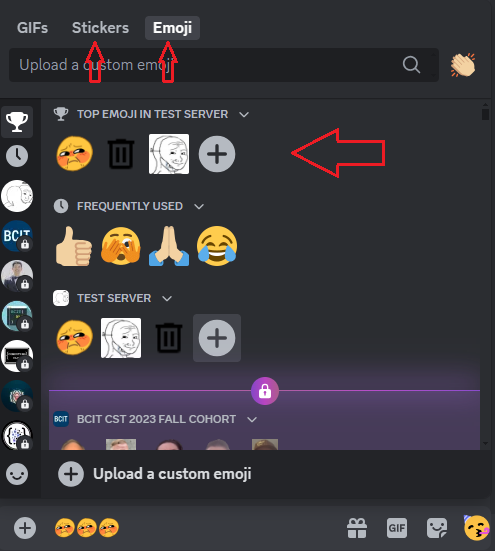 GIFs Stickers Emoji
Upload a custom emoji
TOP EMOJI IN TEST SERVER
FREQUENTLY USED
BCIT
TEST SERVER
BCIT BCIT CST 2023 FALL COHORT
Upload a custom emoji
GIF